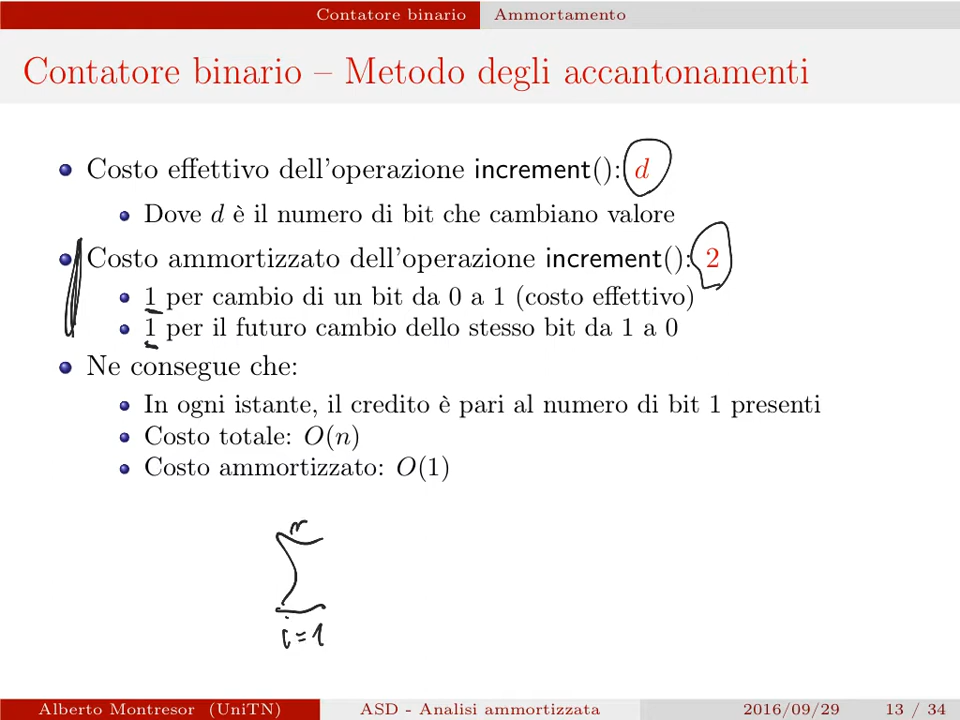 Contatore binario Ammortamento
Contatore binario – Metodo degli accantonamenti
Costo effettivo dell'operazione increment(): d
Dove d è il numero di bit che cambiano valore
Costo ammortizzato dell'operazione increment(): 2
1 per cambio di un bit da 0 a 1 (costo effettivo)
1 per il futuro cambio dello stesso bit da 1 a 0
Ne consegue che:
In ogni istante, il credito è pari al numero di bit 1 presenti
Costo totale: O(n)
Costo ammortizzato: O(1)
n
∑
i=1
Alberto Montresor (UniTN) ASD - Analisi ammortizzata 2016/09/29 13 / 34